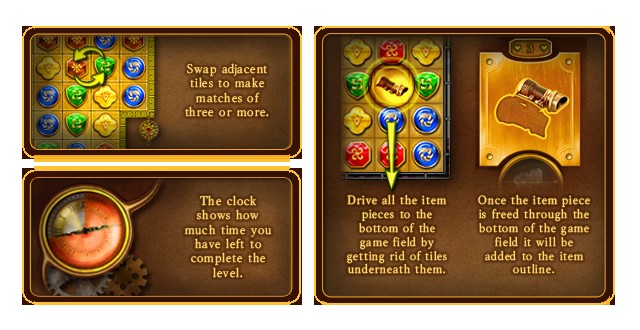 Swap adjacent
tiles to make
matches of
three or more.
The clock
shows how
much time you
have left to
complete the
level.
3
Drive all the item
pieces to the
bottom of the
game field by
getting rid of tiles
underneath them.
Once the item piece
is freed through the
bottom of the game
field it will be
added to the item
outline.